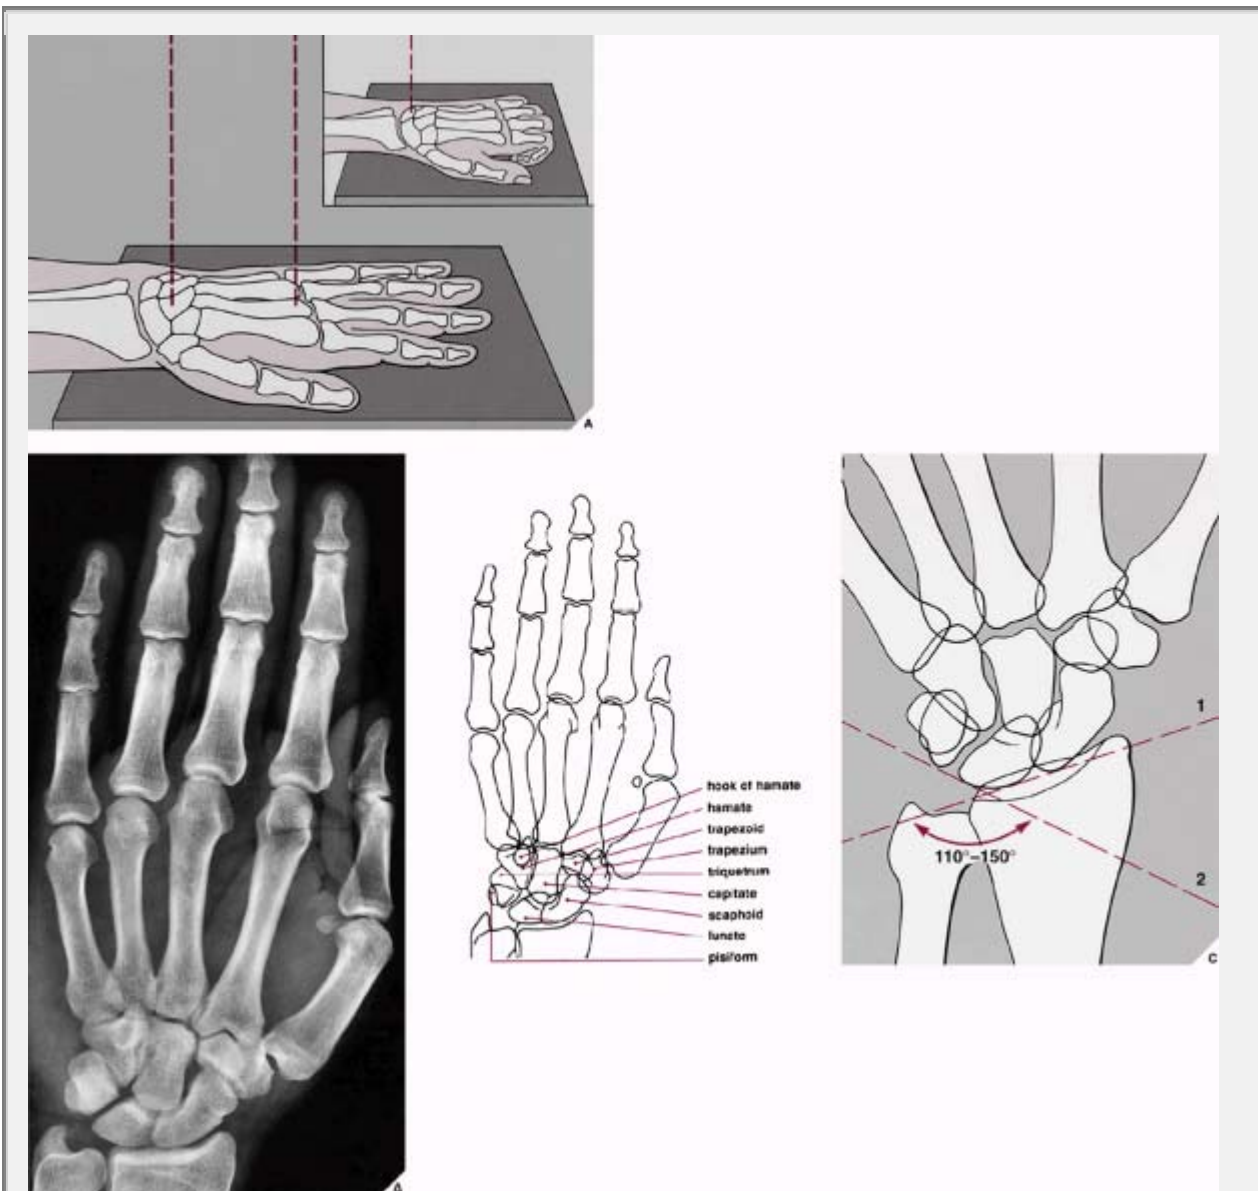 A
hook of hamate
hamate
trapezoid
trapezium
triquetrum
capitate
scaphoid
lunate
pisiform
A
1
110°–150°
2
C